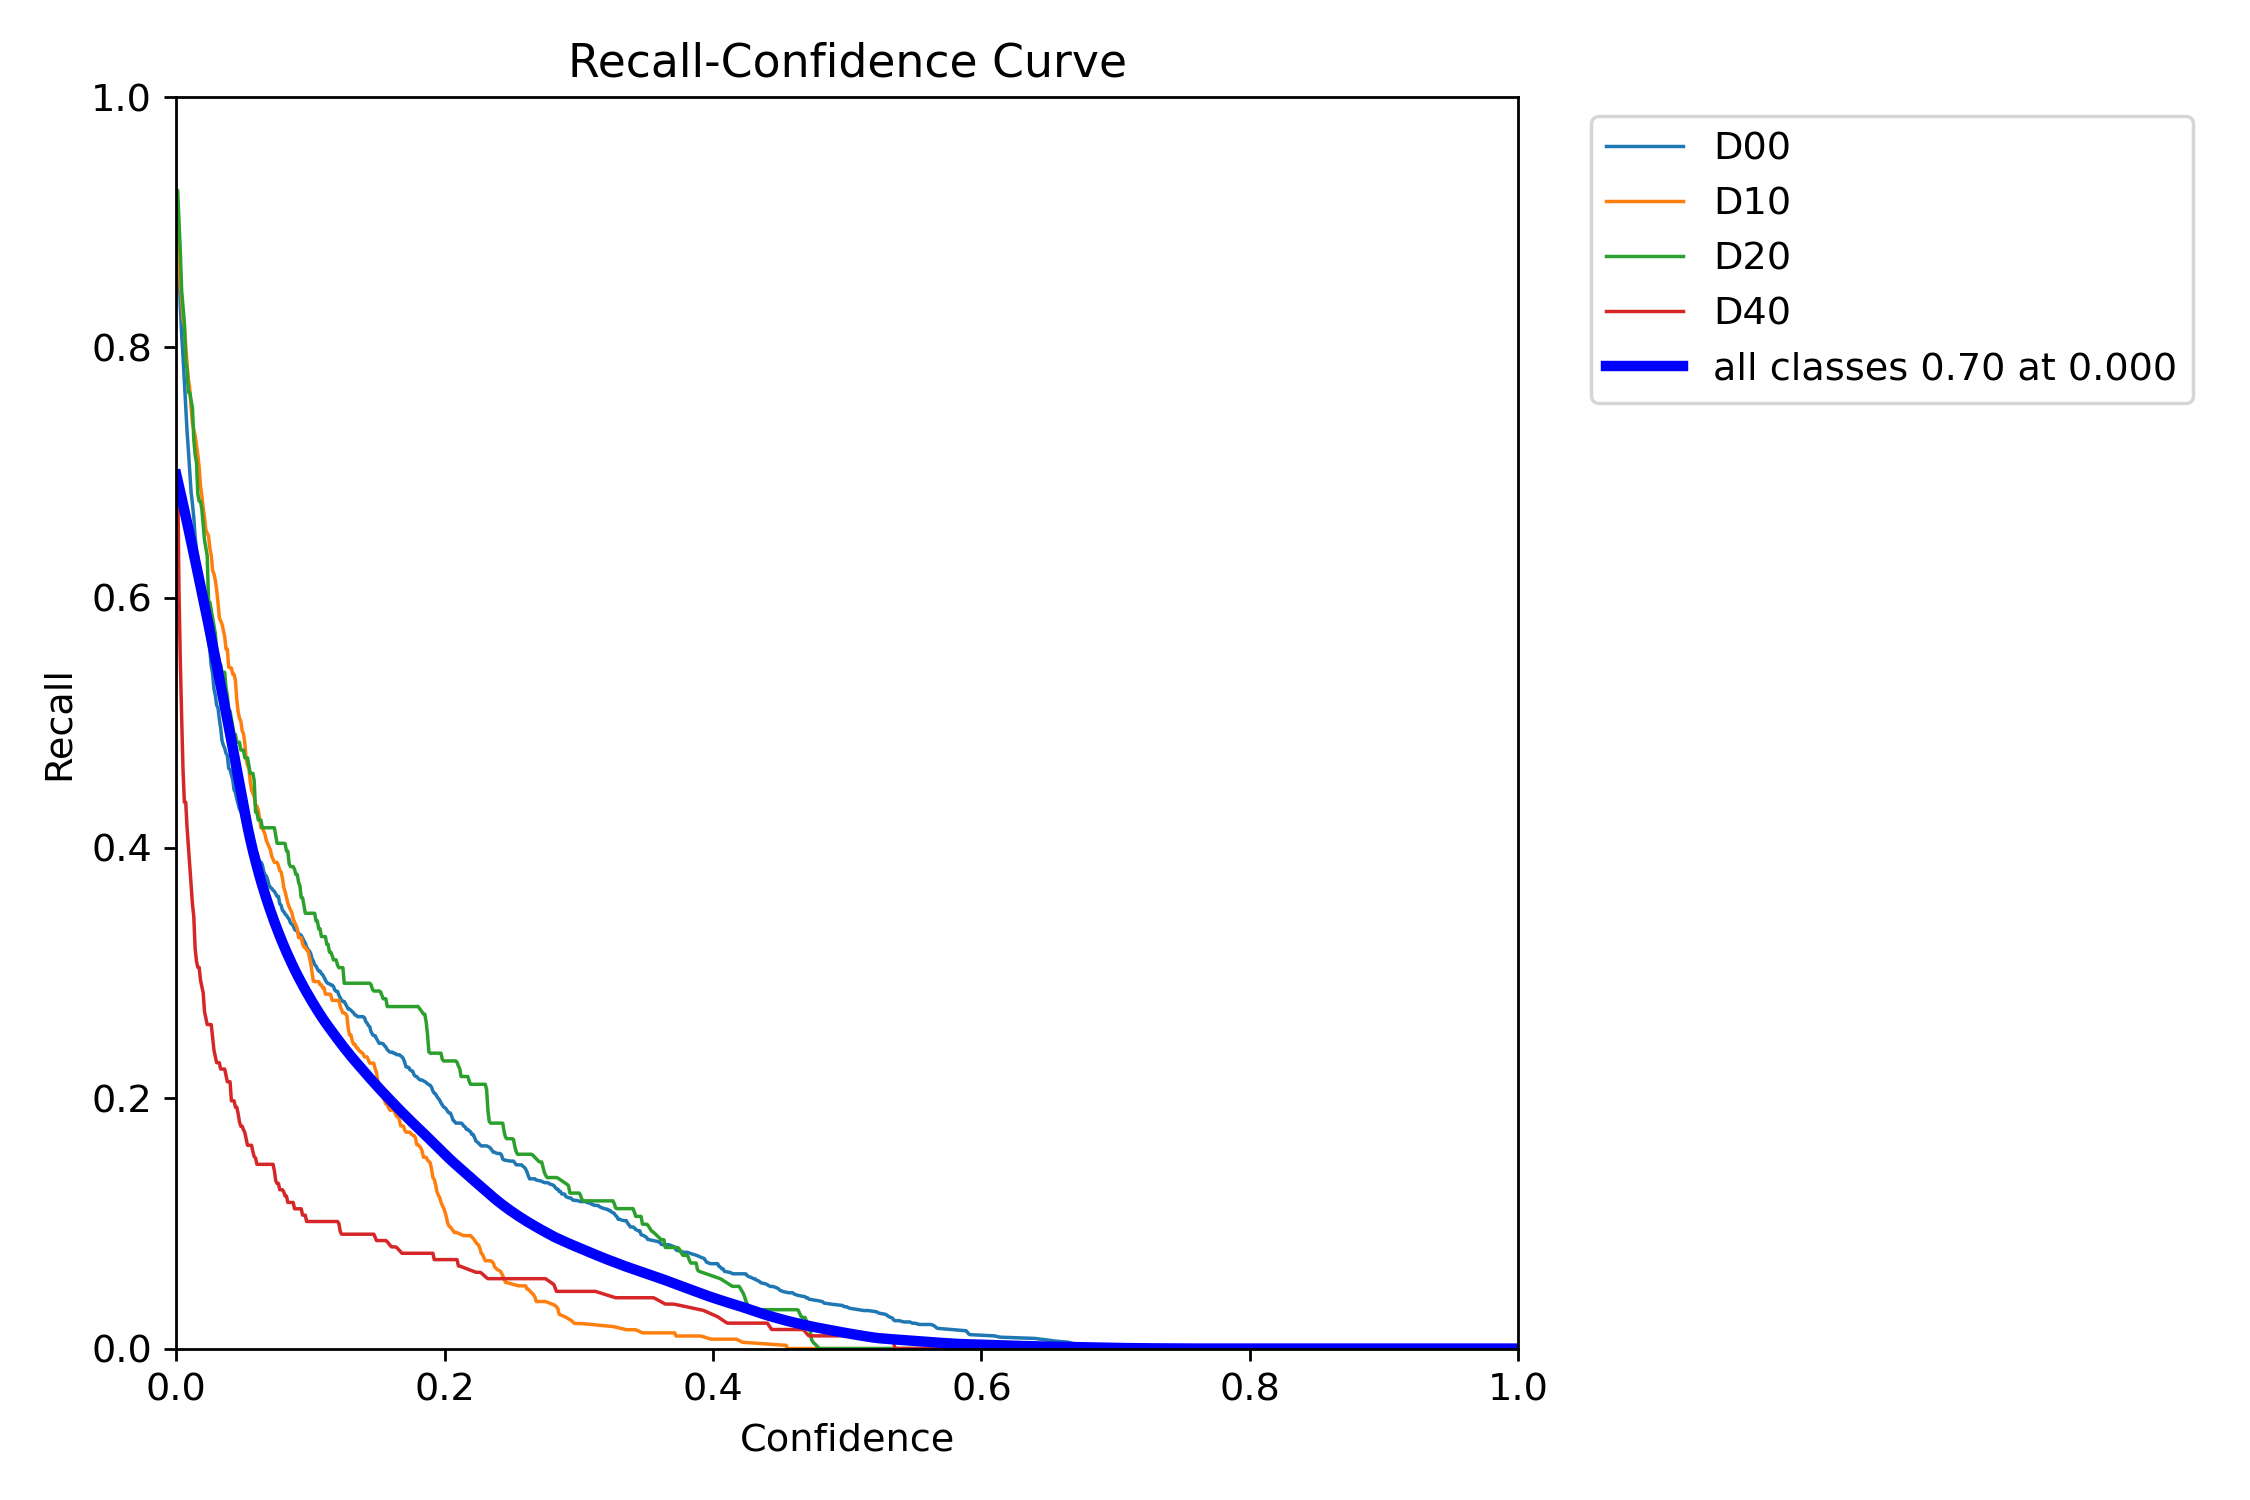 Recall-Confidence Curve
1.0
0.8
0.6
0.4
0.2
0.0
Recall
0.0 0.2 0.4 0.6 0.8 1.0
Confidence
D00
D10
D20
D40
all classes 0.70 at 0.000